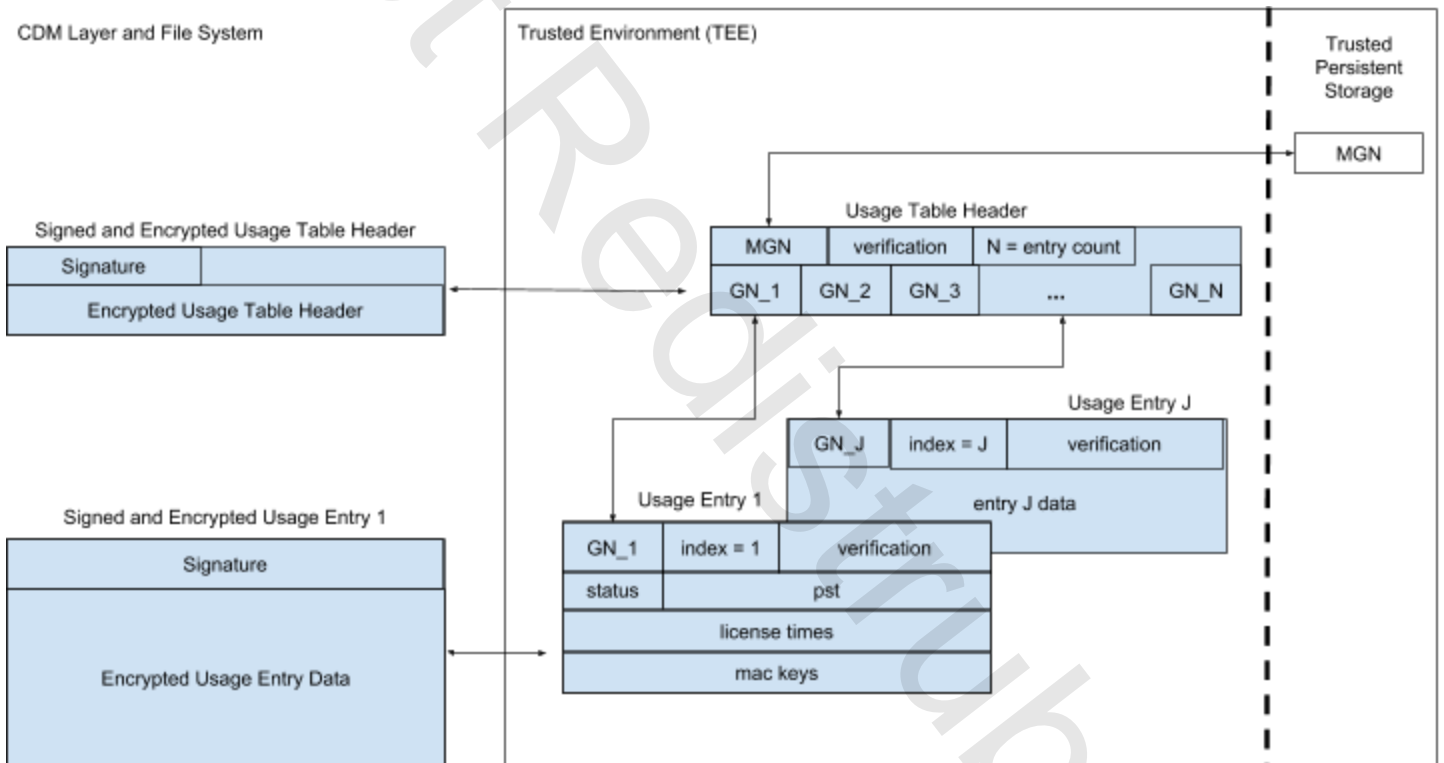 CDM Layer and File System
Trusted Environment (TEE)
Trusted
Persistent
Storage
MGN
Usage Table Header
MGN verification N = entry count
GN_1 GN_2 GN_3 ... GN_N
Signed and Encrypted Usage Table Header
Signature
Encrypted Usage Table Header
Usage Entry J
GN_J index = J verification
entry J data
Usage Entry 1
GN_1 index = 1 verification
status pst
license times
mac keys
Signed and Encrypted Usage Entry 1
Signature
Encrypted Usage Entry Data
t Redistrib